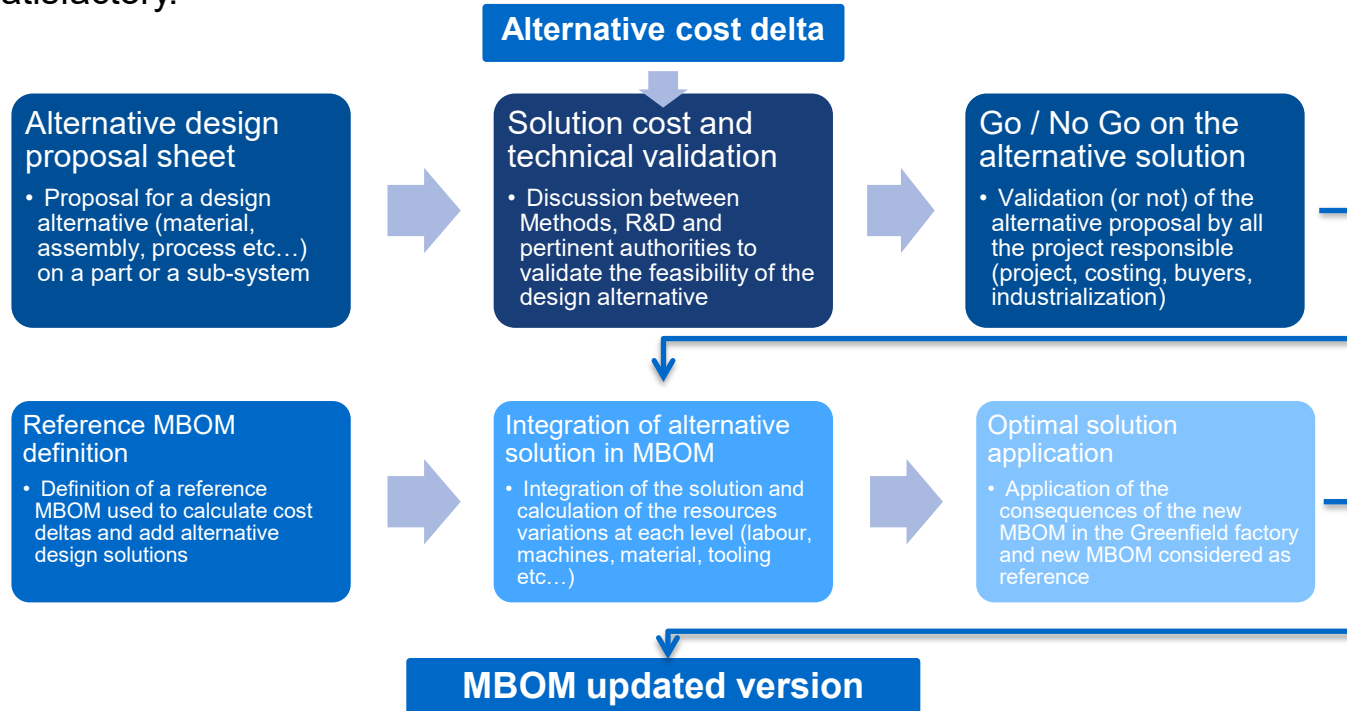 atisfactory.
Alternative cost delta
Alternative design
proposal sheet
• Proposal for a design
alternative (material,
assembly, process etc…)
on a part or a sub-system
Solution cost and
technical validation
• Discussion between
Methods, R&D and
pertinent authorities to
validate the feasibility of the
design alternative
Go / No Go on the
alternative solution
• Validation (or not) of the
alternative proposal by all
the project responsible
(project, costing, buyers,
industrialization)
Reference MBOM
definition
• Definition of a reference
MBOM used to calculate cost
deltas and add alternative
design solutions
Integration of alternative
solution in MBOM
• Integration of the solution and
calculation of the resources
variations at each level (labour,
machines, material, tooling
etc…)
Optimal solution
application
• Application of the
consequences of the new
MBOM in the Greenfield factory
and new MBOM considered as
reference
MBOM updated version